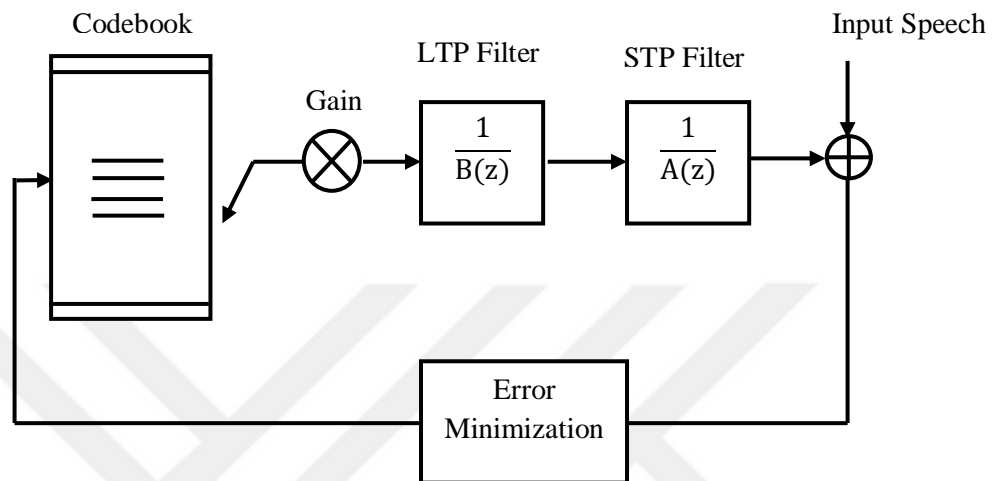 Codebook
Input Speech
LTP Filter
STP Filter
Gain
1
B(z)
1
A(z)
Error
Minimization